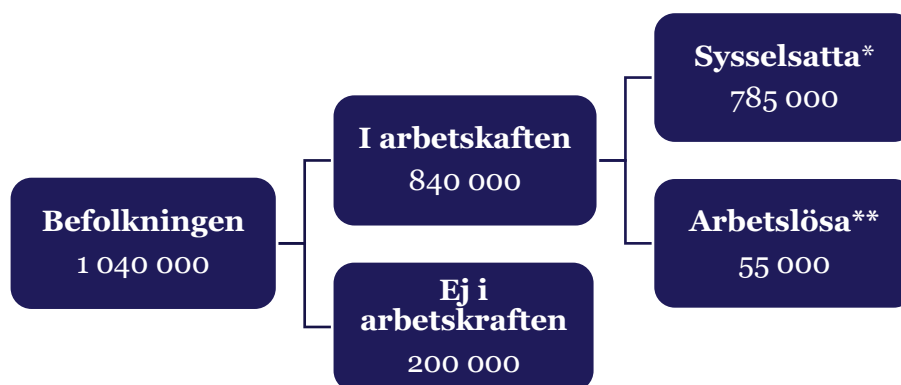 Befolkningen
1 040 000
I arbetskaften
840 000
Ej i
arbetskraften
200 000
Sysselsatta*
785 000
Arbetslösa**
55 000